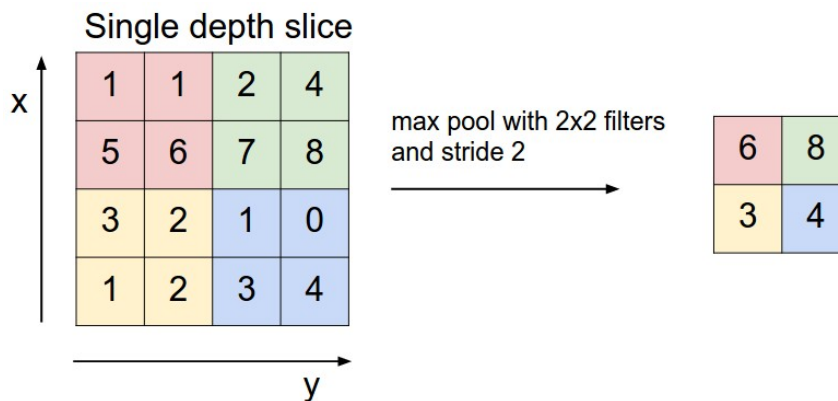 Single depth slice
x
1 1 2 4
5 6 7 8
3 2 1 0
1 2 3 4
y
max pool with 2x2 filters
and stride 2
6 8
3 4